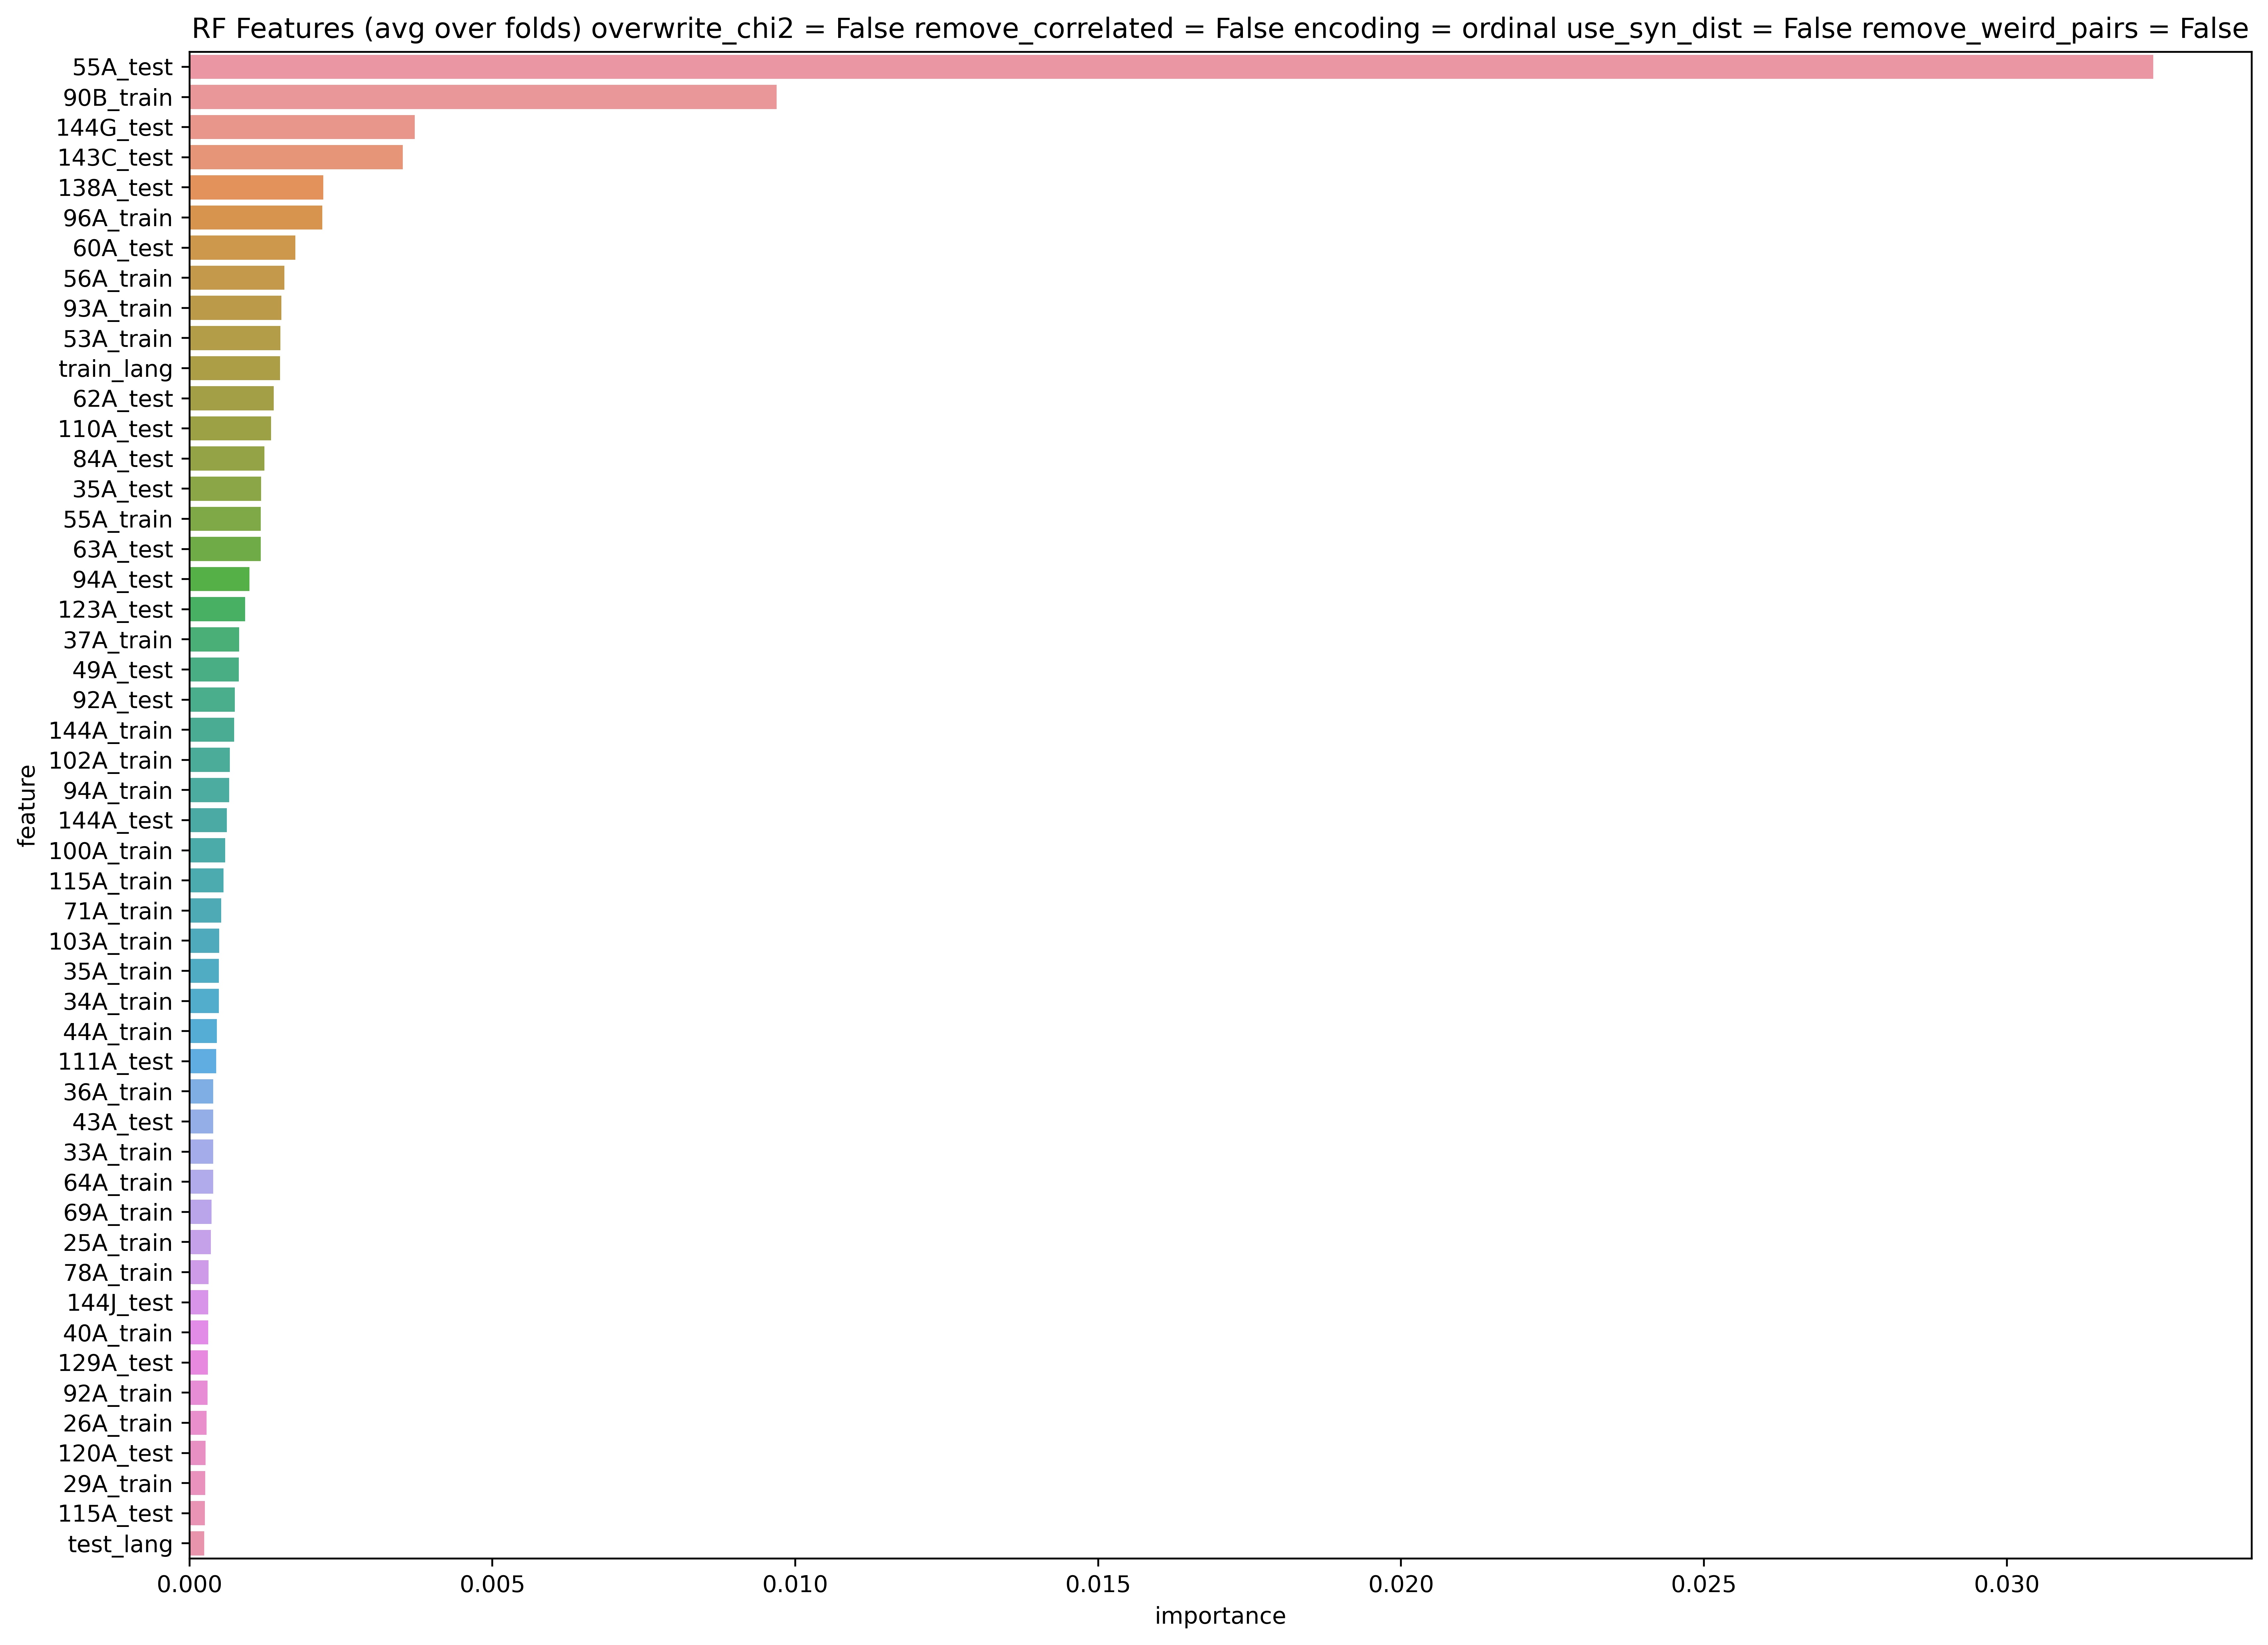 RF Features (avg over folds) overwrite_chi2 = False remove_correlated = False encoding = ordinal use_syn_dist = False remove_weird_pairs = False
55A_test
90B_train
144G_test
143C_test
138A_test
96A_train
60A_test
56A_train
93A_train
53A_train
train_lang
62A_test
110A_test
84A_test
35A_test
55A_train
63A_test
94A_test
123A_test
37A_train
49A_test
92A_test
144A_train
102A_train
94A_train
144A_test
100A_train
115A_train
71A_train
103A_train
35A_train
34A_train
44A_train
111A_test
36A_train
43A_test
33A_train
64A_train
69A_train
25A_train
78A_train
144J_test
40A_train
129A_test
92A_train
26A_train
120A_test
29A_train
115A_test
test_lang
feature
0.000 0.005 0.010 0.015 0.020 0.025 0.030
importance